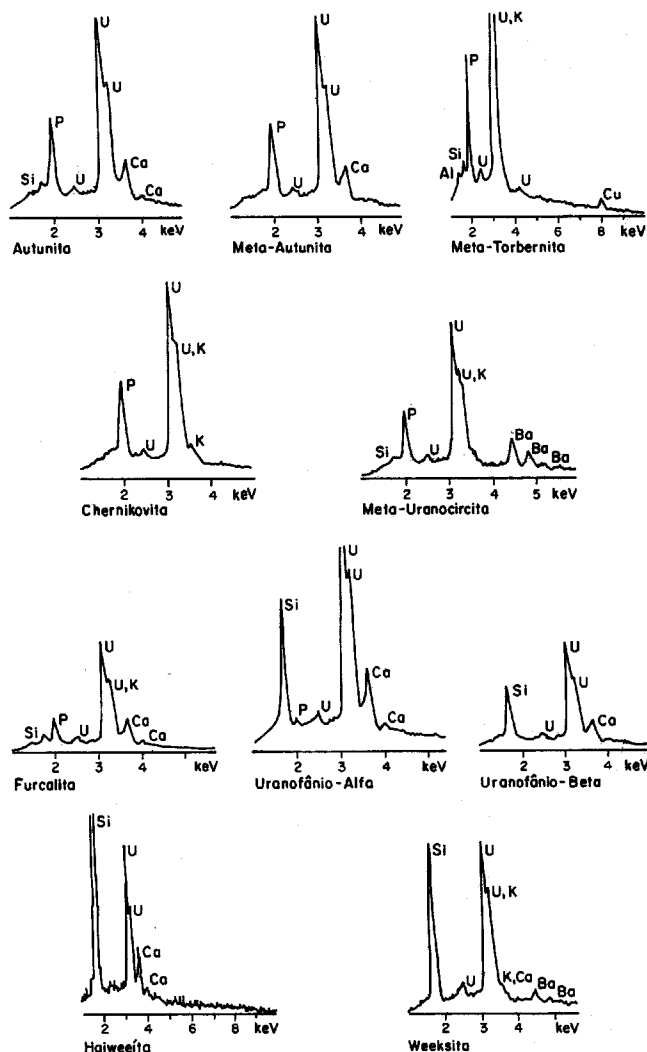 U
U
P
Si
U
Ca
Ca
2 3 4 keV
Autunita
U
U
P
U
Ca
2 3 4 keV
Meta-Autunita
U,K
P
Si
Al
U
U
Cu
2 4 6 8 keV
Meta-Torbernita
U
U,K
P
U
K
2 3 4 keV
Chernikovita
U
U,K
P
Si
U
Ba
Ba
Ba
2 3 4 5 keV
Meta-Uranocircita
U
U,K
Si
P
U
Ca
Ca
2 3 4 keV
Furcalita
U
U
Si
P
U
Ca
Ca
2 3 4 keV
Uranofânio-Alfa
U
U
Si
U
Ca
2 3 4 keV
Uranofânio-Beta
Si
U
U
Ca
Ca
2 4 6 8 keV
Haiweeíta
Si
U
U,K
U
K,Ca
Ba
Ba
2 3 4 5 keV
Weeksita